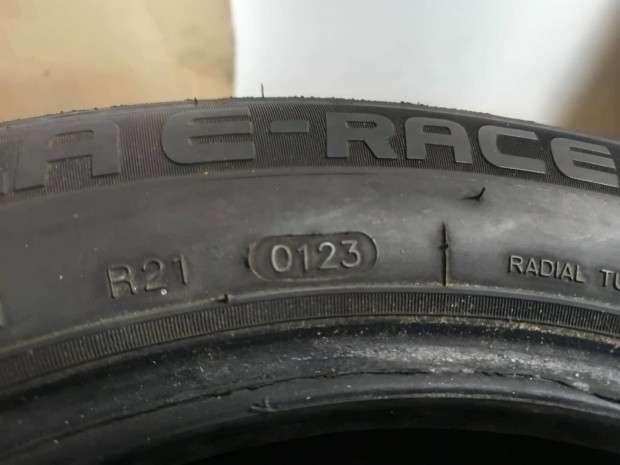 A E-RACE
R21 0123 RADIAL TU